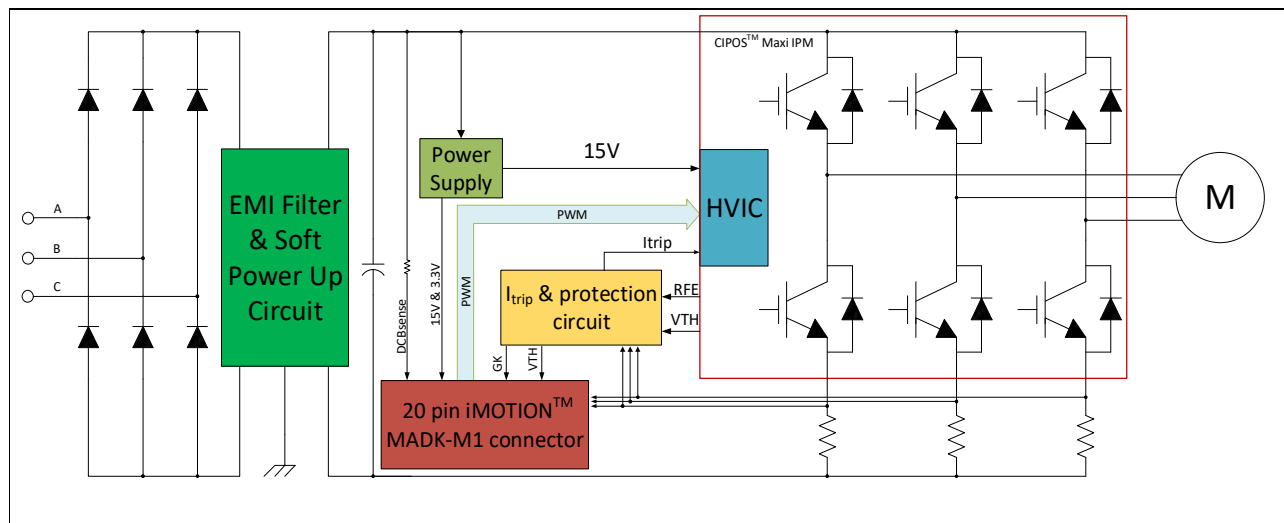 CIPOS™ Maxi IPM
A
B
C
EMI Filter
& Soft
Power Up
Circuit
Power
Supply
15V
HVIC
PWM
Itrip
DCBsense
15V & 3.3V
PWM
Itrip & protection
circuit
RFE
VTH
GK
VTH
20 pin iMOTION™
MADK-M1 connector
M